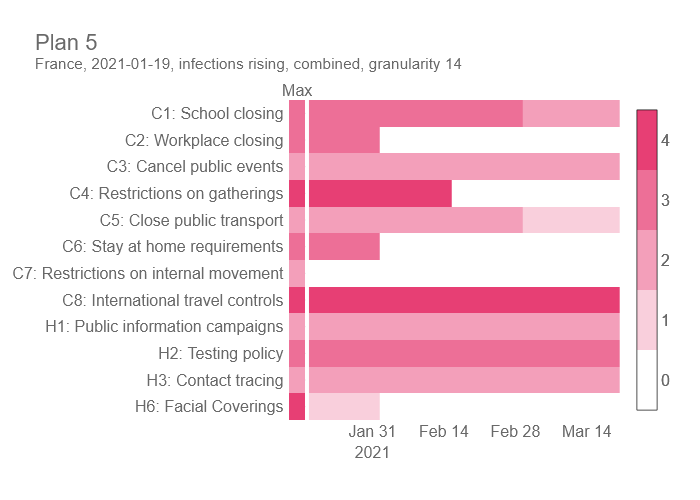 Plan 5
France, 2021-01-19, infections rising, combined, granularity 14
Max
C1: School closing
C2: Workplace closing
C3: Cancel public events
C4: Restrictions on gatherings
C5: Close public transport
C6: Stay at home requirements
C7: Restrictions on internal movement
C8: International travel controls
H1: Public information campaigns
H2: Testing policy
H3: Contact tracing
H6: Facial Coverings
4
3
2
1
0
Jan 31 Feb 14 Feb 28 Mar 14
2021